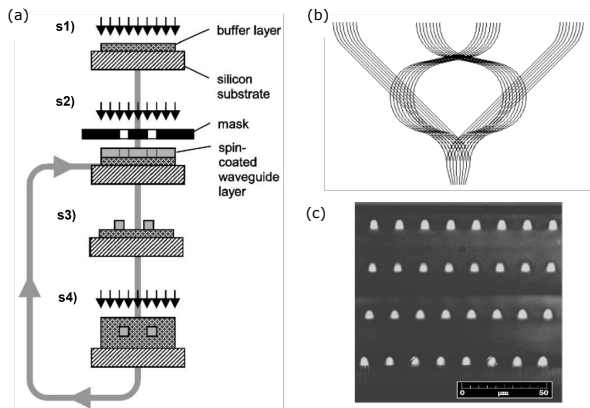 (a)
s1)
buffer layer
silicon
substrate
s2)
mask
spin-
coated
waveguide
layer
s3)
s4)
(b)
(c)
0 µm 50